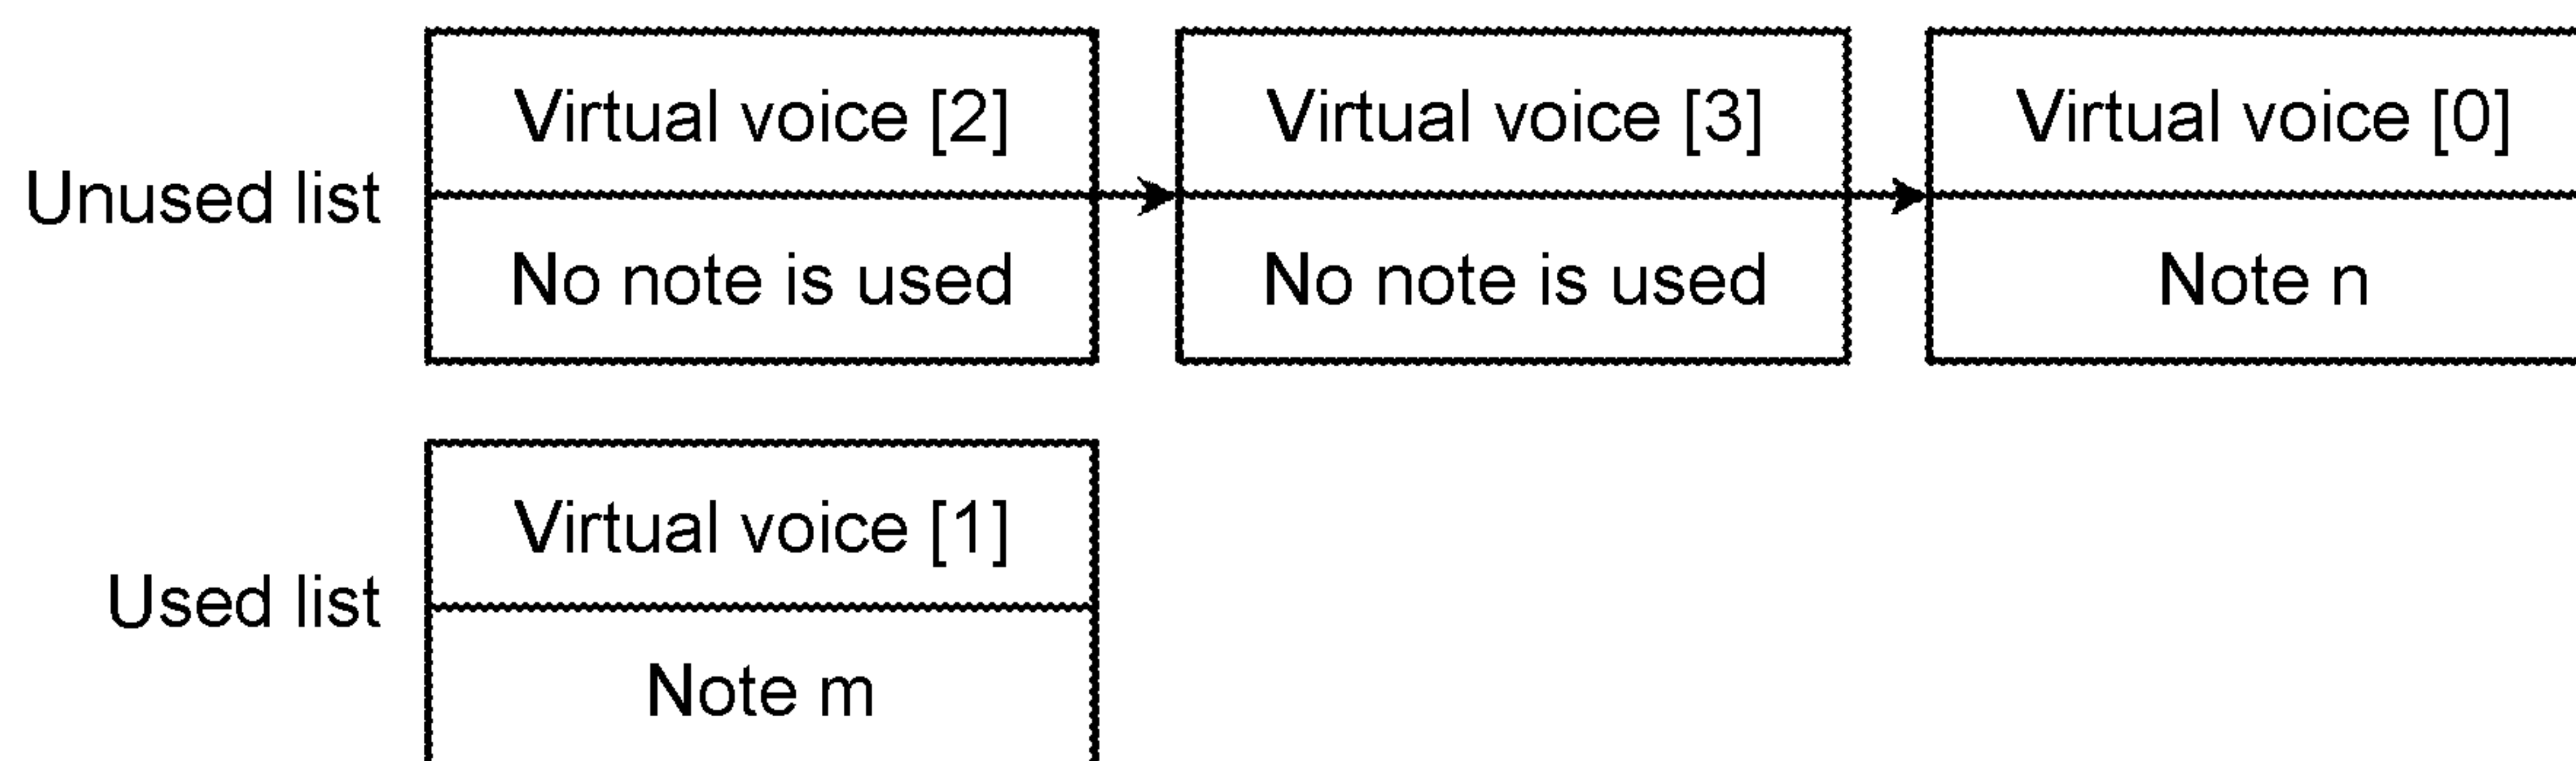 Unused list
Virtual voice [2]
No note is used
Virtual voice [3]
No note is used
Virtual voice [0]
Note n
Used list
Virtual voice [1]
Note m